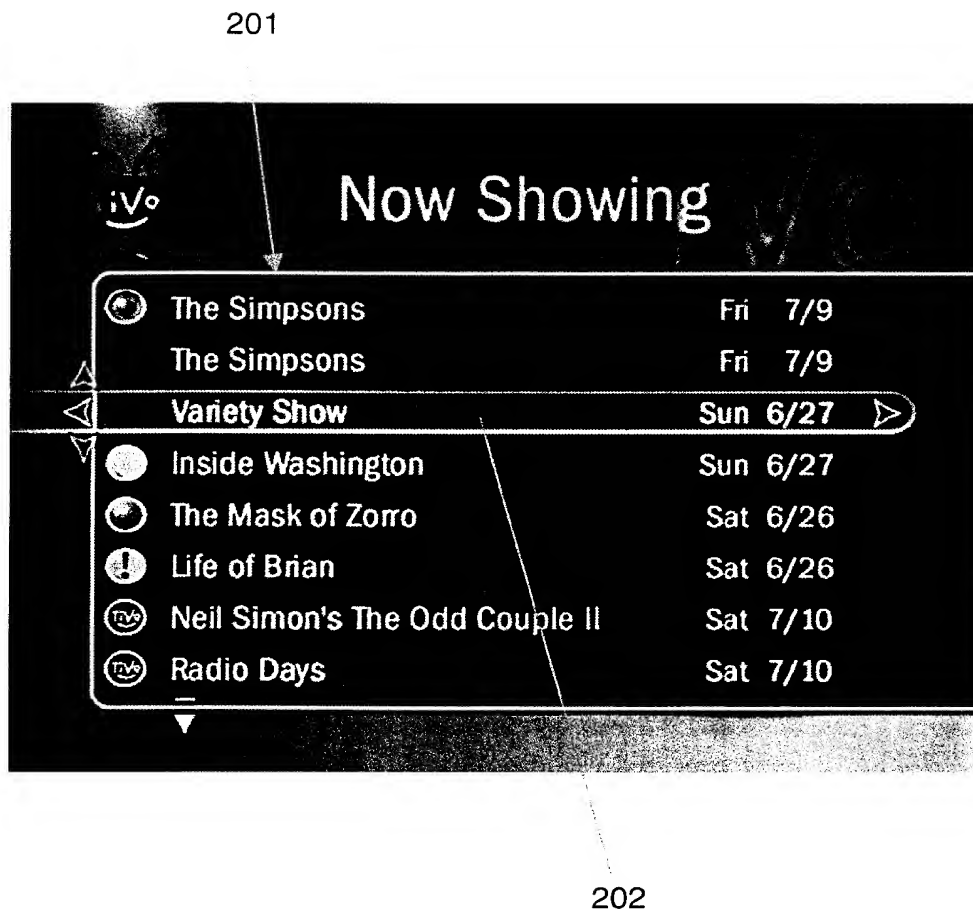 201
TiVo
Now Showing
The Simpsons Fri 7/9
The Simpsons Fri 7/9
Variety Show Sun 6/27
Inside Washington Sun 6/27
The Mask of Zorro Sat 6/26
! Life of Brian Sat 6/26
TiVo Neil Simon's The Odd Couple II Sat 7/10
TiVo Radio Days Sat 7/10
202